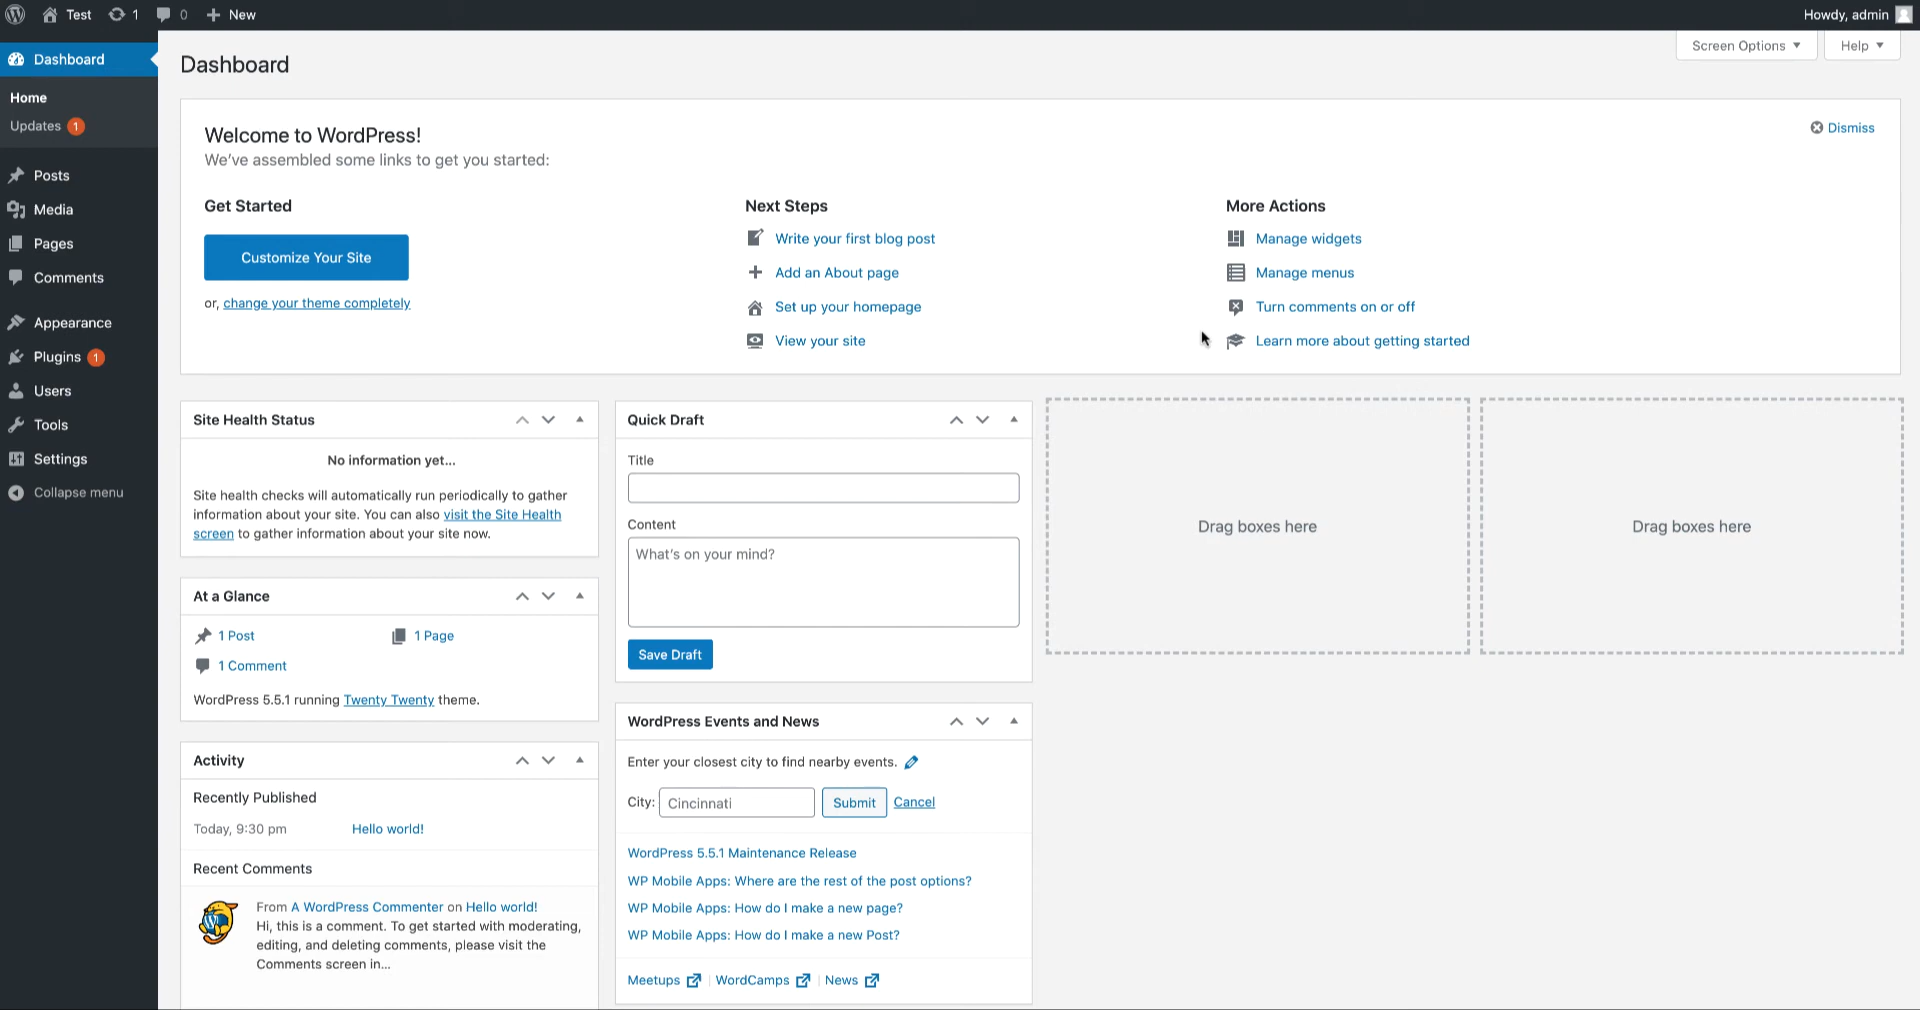 Test 1 0 New
Howdy, admin
Dashboard
Home
Updates 1
Posts
Media
Pages
Comments
Appearance
Plugins 1
Users
Tools
Settings
Collapse menu
Screen Options
Help
Dashboard
Welcome to WordPress!
We've assembled some links to get you started:
Dismiss
Get Started
Customize Your Site
or, change your theme completely
Next Steps
Write your first blog post
Add an About page
Set up your homepage
View your site
More Actions
Manage widgets
Manage menus
Turn comments on or off
Learn more about getting started
Site Health Status
No information yet...
Site health checks will automatically run periodically to gather
information about your site. You can also visit the Site Health
screen to gather information about your site now.
At a Glance
1 Post
1 Page
1 Comment
WordPress 5.5.1 running Twenty Twenty theme.
Activity
Recently Published
Today, 9:30 pm Hello world!
Recent Comments
From A WordPress Commenter on Hello world!
Hi, this is a comment. To get started with moderating,
editing, and deleting comments, please visit the
Comments screen in...
Quick Draft
Title
Content
What's on your mind?
Save Draft
WordPress Events and News
Enter your closest city to find nearby events.
City: Cincinnati Submit Cancel
WordPress 5.5.1 Maintenance Release
WP Mobile Apps: Where are the rest of the post options?
WP Mobile Apps: How do I make a new page?
WP Mobile Apps: How do I make a new Post?
Meetups | WordCamps | News
Drag boxes here
Drag boxes here